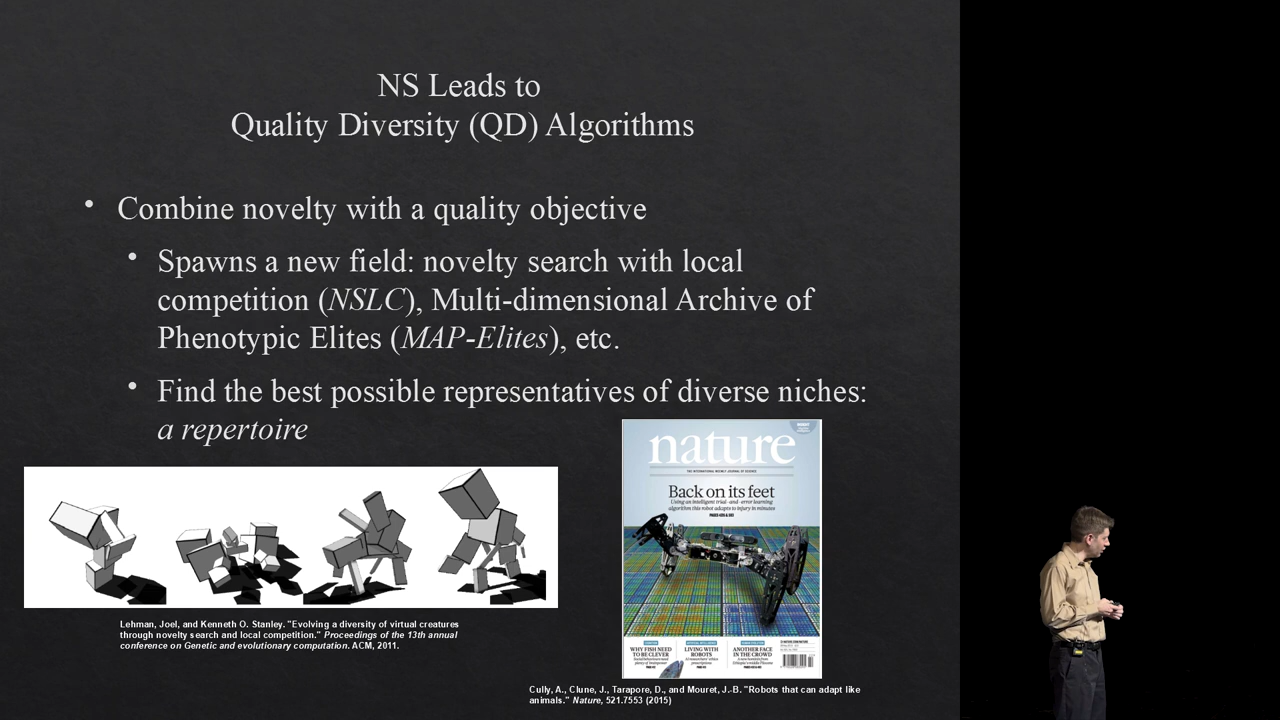 NS Leads to
Quality Diversity (QD) Algorithms
• Combine novelty with a quality objective
• Spawns a new field: novelty search with local
competition (NSLC), Multi-dimensional Archive of
Phenotypic Elites (MAP-Elites), etc.
• Find the best possible representatives of diverse niches:
a repertoire
nature
THE INTERNATIONAL WEEKLY JOURNAL OF SCIENCE
Back on its feet
Using an intelligent trial-and-error learning
algorithm this robot adapts to injury in minutes
WHY FISH NEED
TO BE CLEVER
LIVING WITH
ROBOTS
ANOTHER FACE
IN THE CROWD
Lehman, Joel, and Kenneth O. Stanley. "Evolving a diversity of virtual creatures
through novelty search and local competition." Proceedings of the 13th annual
conference on Genetic and evolutionary computation. ACM, 2011.
Cully, A., Clune, J., Tarapore, D., and Mouret, J.-B. "Robots that can adapt like
animals." Nature, 521.7553 (2015)